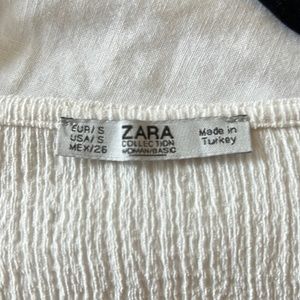 EUR/S
USA/S
MEX/26
ZARA
COLLECTION
WOMAN/BASIC
Made in
Turkey